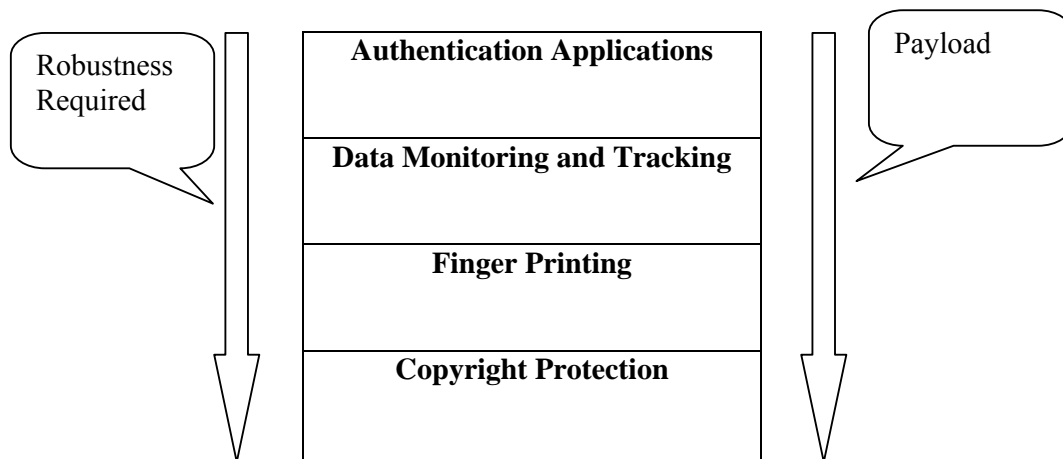 Robustness
Required
Authentication Applications
Payload
Data Monitoring and Tracking
Finger Printing
Copyright Protection